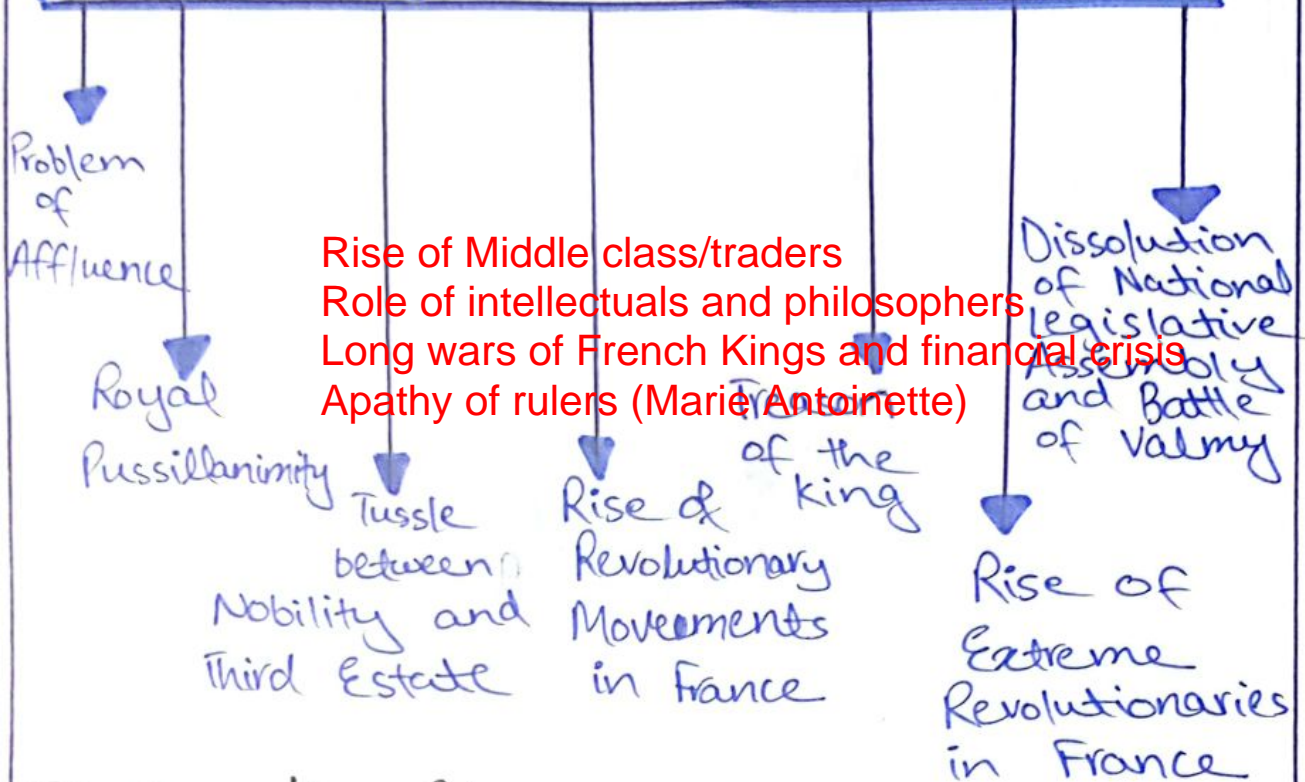 Problem
of
Affluence
Royal
Pussillanimity
Tussle
between
Nobility and
Third Estate
Rise of
Revolutionary
Movements
in France
Treason
of the
King
Rise of
Extreme
Revolutionaries
in France
Dissolution
of National
legislative
Assembly
and Battle
of Valmy
Rise of Middle class/traders
Role of intellectuals and philosophers
Long wars of French Kings and financial crisis
Apathy of rulers (Marie Antoinette)